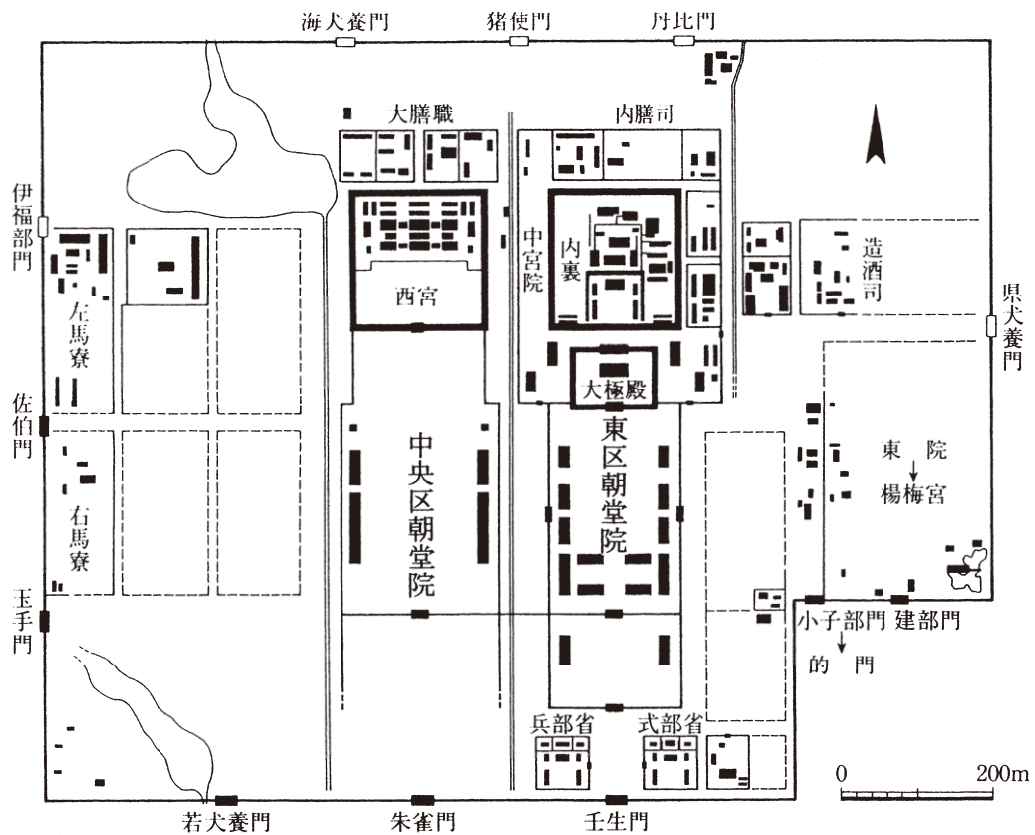 海犬養門
猪使門
丹比門
大膳職
内膳司
伊福部門
中宮院
内裏
造酒司
西宮
県犬養門
左馬寮
大極殿
佐伯門
中央区朝堂院
東区朝堂院
東院
↓
楊梅宮
右馬寮
玉手門
小子部門
建部門
↓
的門
兵部省
式部省
0
200m
若犬養門
朱雀門
壬生門